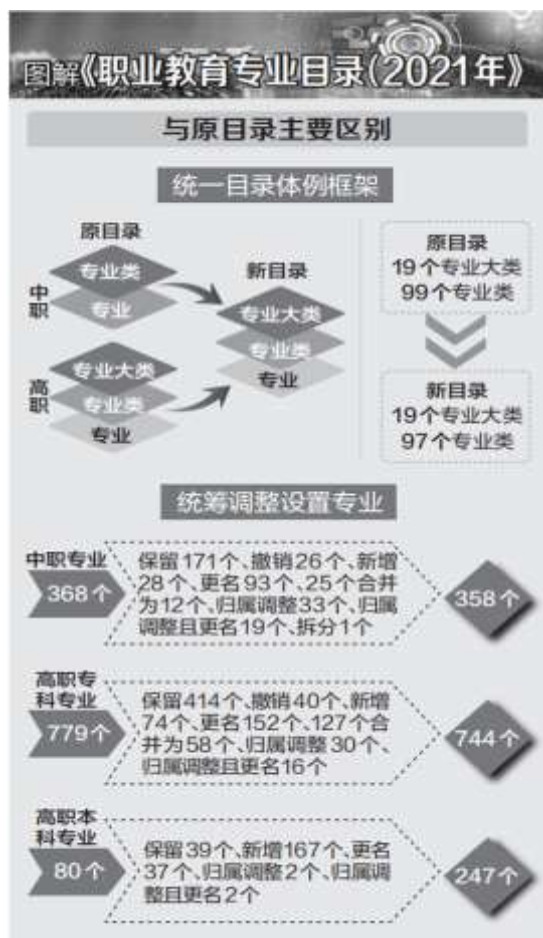 图解《职业教育专业目录(2021年)》
与原目录主要区别
统一目录体例框架
原目录
中职
专业类
专业
高职
专业大类
专业类
专业
新目录
专业大类
专业类
专业
原目录
19个专业大类
99个专业类
新目录
19个专业大类
97个专业类
统筹调整设置专业
中职专业
368个
保留171个、撤销26个、新增
28个、更名93个、25个合并
为12个、归属调整33个、归属
调整且更名19个、拆分1个
358个
高职专
科专业
779个
保留414个、撤销40个、新增
74个、更名152个、127个合
并为58个、归属调整30个、
归属调整且更名16个
744个
高职本
科专业
80个
保留39个、新增167个、更名
37个、归属调整2个、归属调
整且更名2个
247个